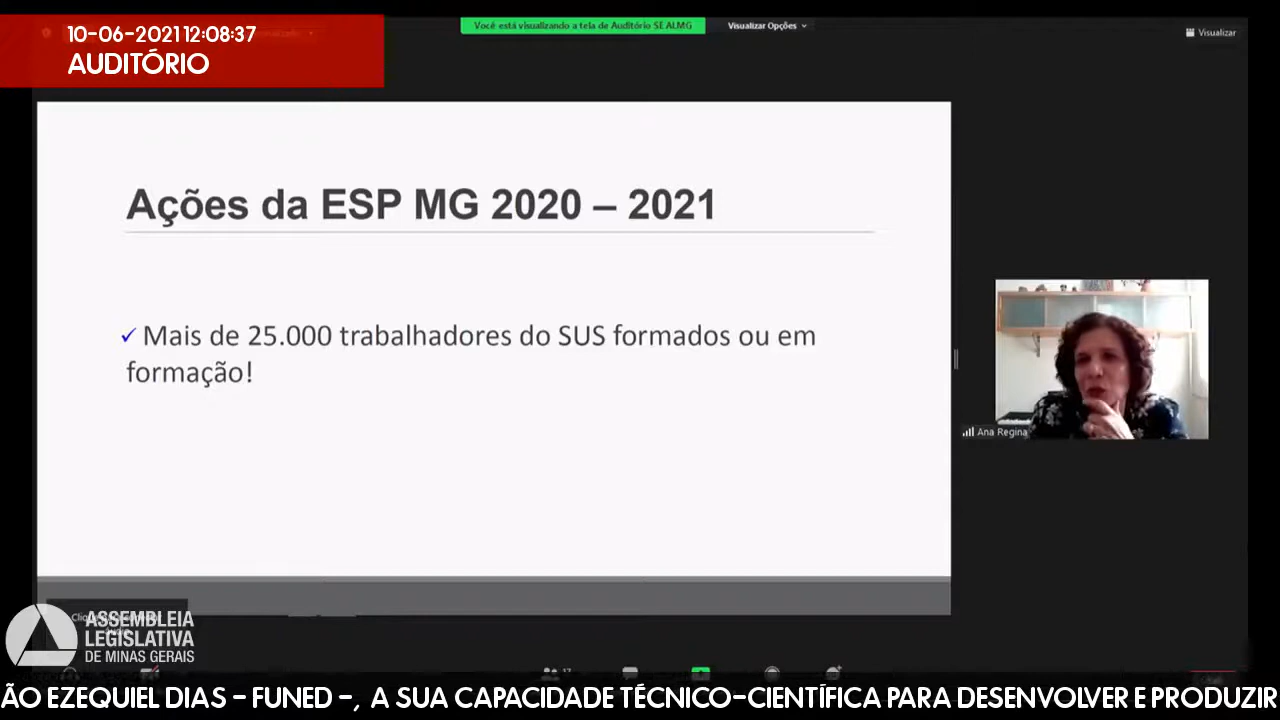 10-06-2021 12:08:37
AUDITÓRIO
Você está visualizando a tela de Auditório SE ALMG
Visualizar Opções
Visualizar
Ações da ESP MG 2020 – 2021
✓ Mais de 25.000 trabalhadores do SUS formados ou em
formação!
Ana Regina
ASSEMBLEIA
LEGISLATIVA
DE MINAS GERAIS
17
ÃO EZEQUIEL DIAS - FUNED -, A SUA CAPACIDADE TÉCNICO-CIENTÍFICA PARA DESENVOLVER E PRODUZIR